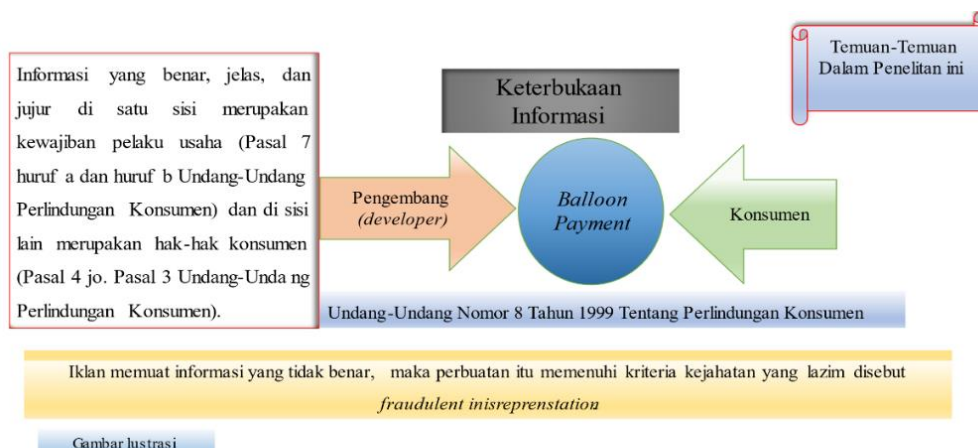 Temuan-Temuan
Dalam Penelitan ini
Informasi yang benar, jelas, dan
jujur di satu sisi merupakan
kewajiban pelaku usaha (Pasal 7
huruf a dan huruf b Undang-Undang
Perlindungan Konsumen) dan di sisi
lain merupakan hak-hak konsumen
(Pasal 4 jo. Pasal 3 Undang-Unda ng
Perlindungan Konsumen).
Keterbukaan
Informasi
Pengembang
(developer)
Balloon
Payment
Konsumen
Undang-Undang Nomor 8 Tahun 1999 Tentang Perlindungan Konsumen
Iklan memuat informasi yang tidak benar, maka perbuatan itu memenuhi kriteria kejahatan yang lazim disebut
fraudulent inisreprenstation.
Gambar lustrasi